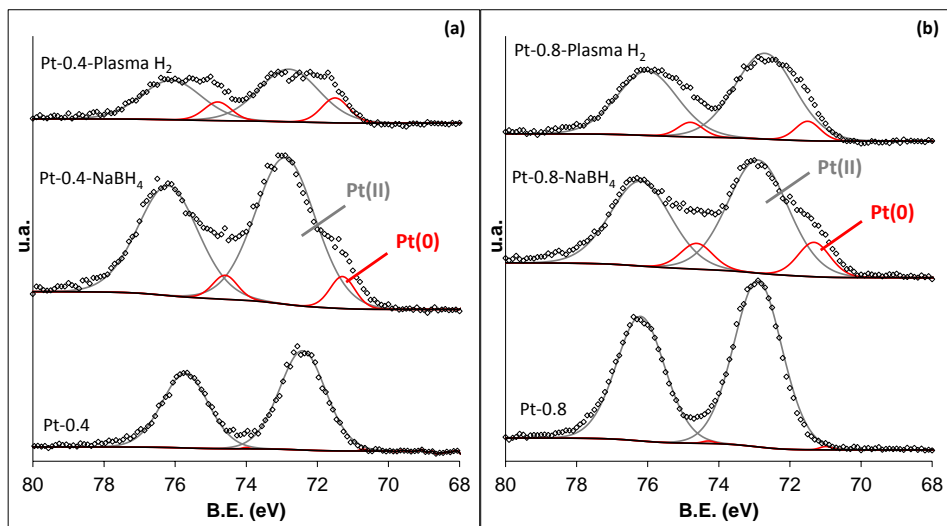 (a)
Pt-0.4-Plasma H₂
Pt-0.4-NaBH₄
Pt(II)
Pt(0)
Pt-0.4
u.a.
80 78 76 74 72 70 68
B.E. (eV)
(b)
Pt-0.8-Plasma H₂
Pt-0.8-NaBH₄
Pt(II)
Pt(0)
Pt-0.8
u.a.
80 78 76 74 72 70 68
B.E. (eV)